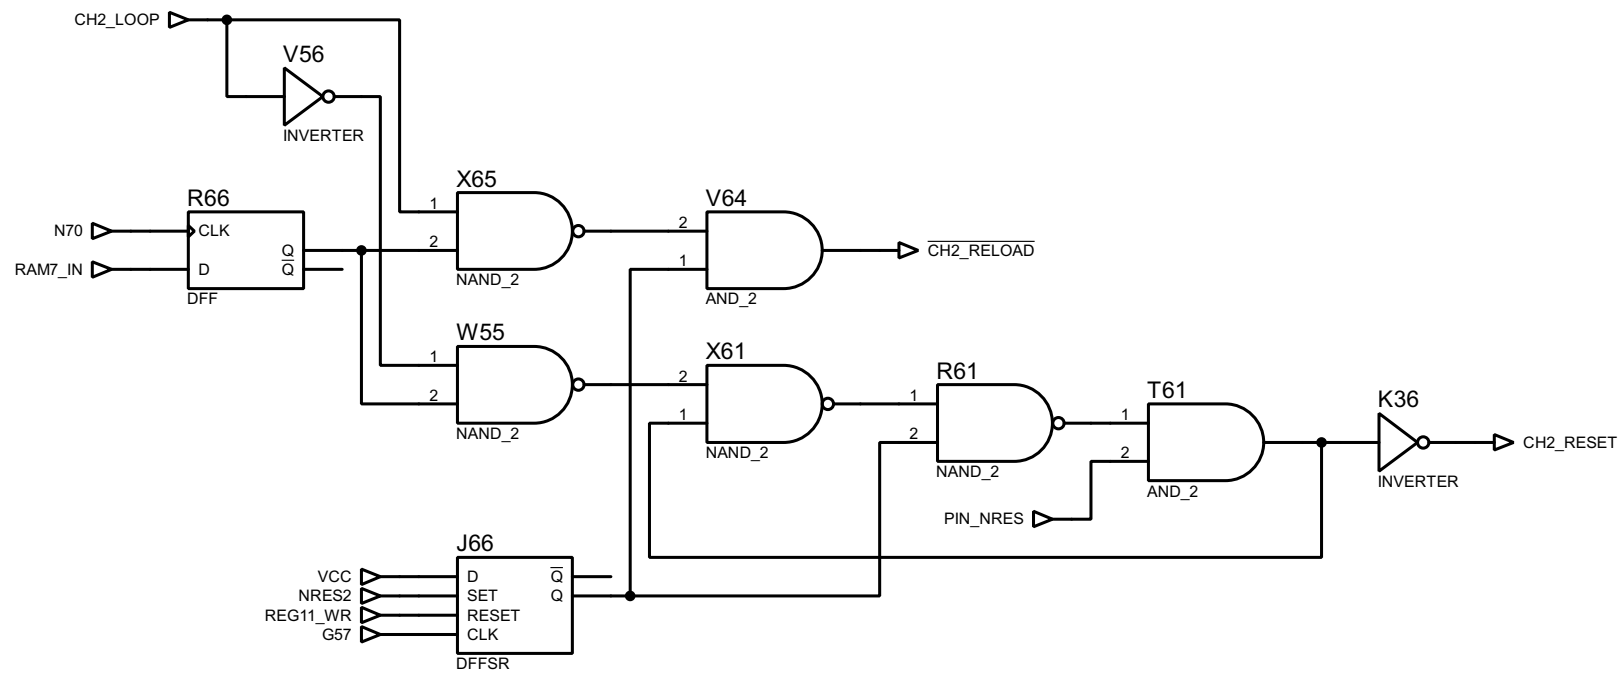 CH2_LOOP
V56
INVERTER
X65
1
2
NAND_2
R66
N70
CLK
Q
RAM7_IN
D
Q̅
DFF
V64
2
1
AND_2
C̅H̅2̅_̅R̅E̅L̅O̅A̅D̅
W55
1
2
NAND_2
X61
2
1
NAND_2
R61
1
2
NAND_2
T61
1
2
AND_2
PIN_NRES
K36
INVERTER
CH2_RESET
J66
VCC
D
Q̅
NRES2
SET
Q
REG11_WR
RESET
G57
CLK
DFFSR